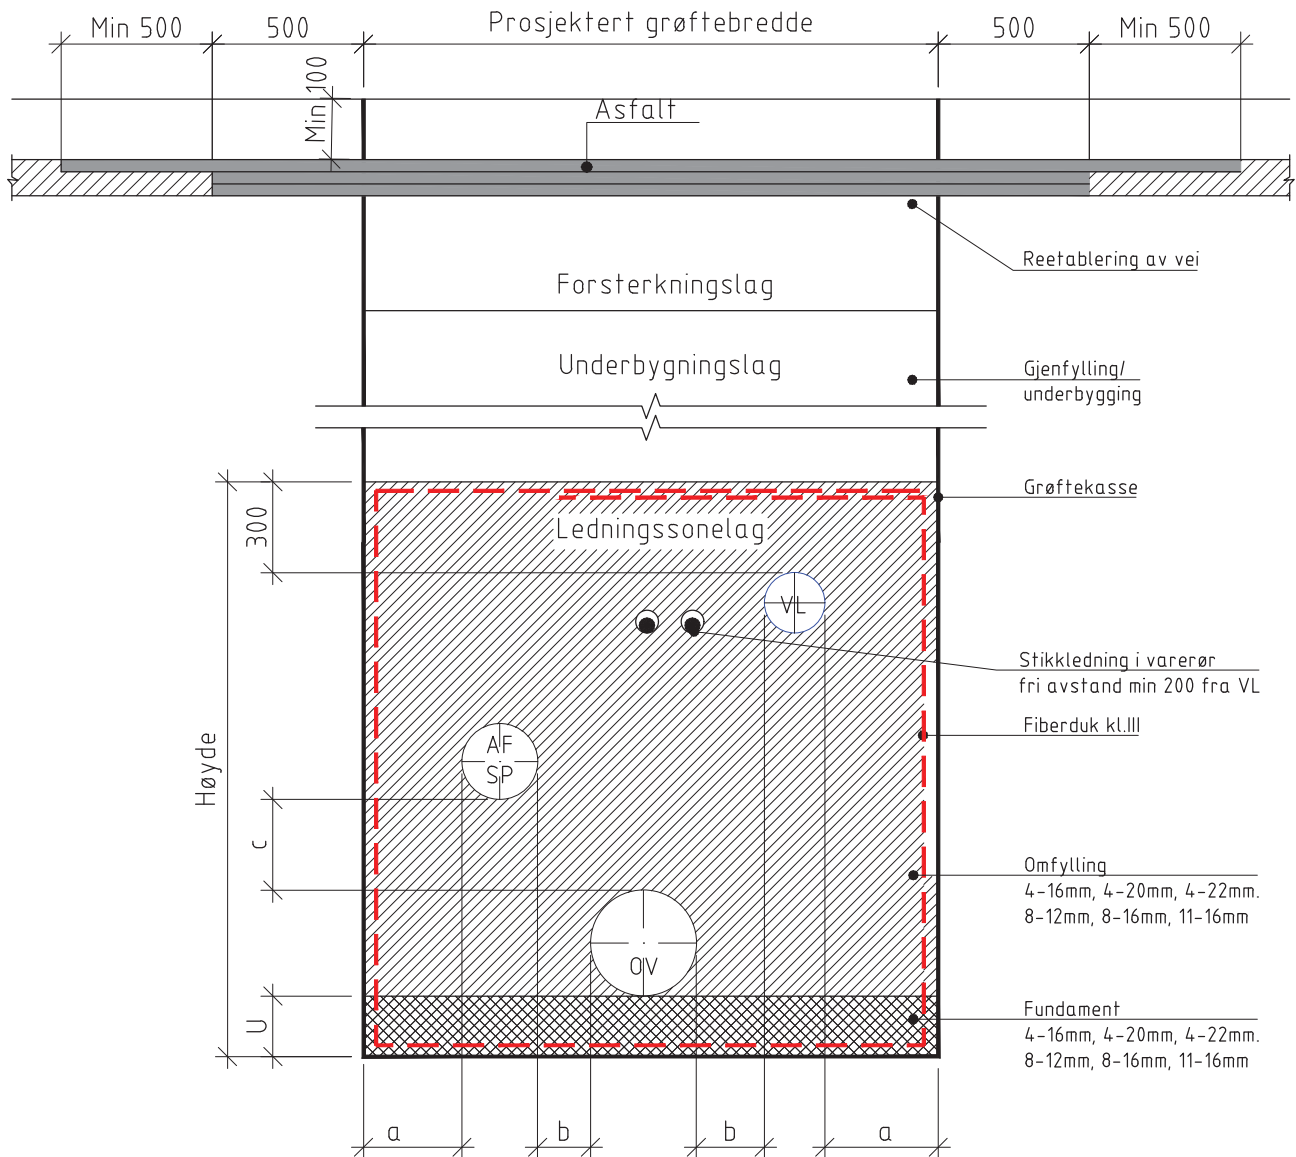 Min 500
500
Prosjektert grøftebredde
500
Min 500
Min 100
Asfalt
Reetablering av vei
Forsterkningslag
Underbygningslag
Gjenfylling/
underbygging
Grøftekasse
300
Ledningssonelag
VL
Stikkledning i varerør
fri avstand min 200 fra VL
Fiberduk kl.III
AF
SP
Høyde
c
Omfylling
4-16mm, 4-20mm, 4-22mm.
8-12mm, 8-16mm, 11-16mm
OV
U
Fundament
4-16mm, 4-20mm, 4-22mm.
8-12mm, 8-16mm, 11-16mm
a
b
b
a